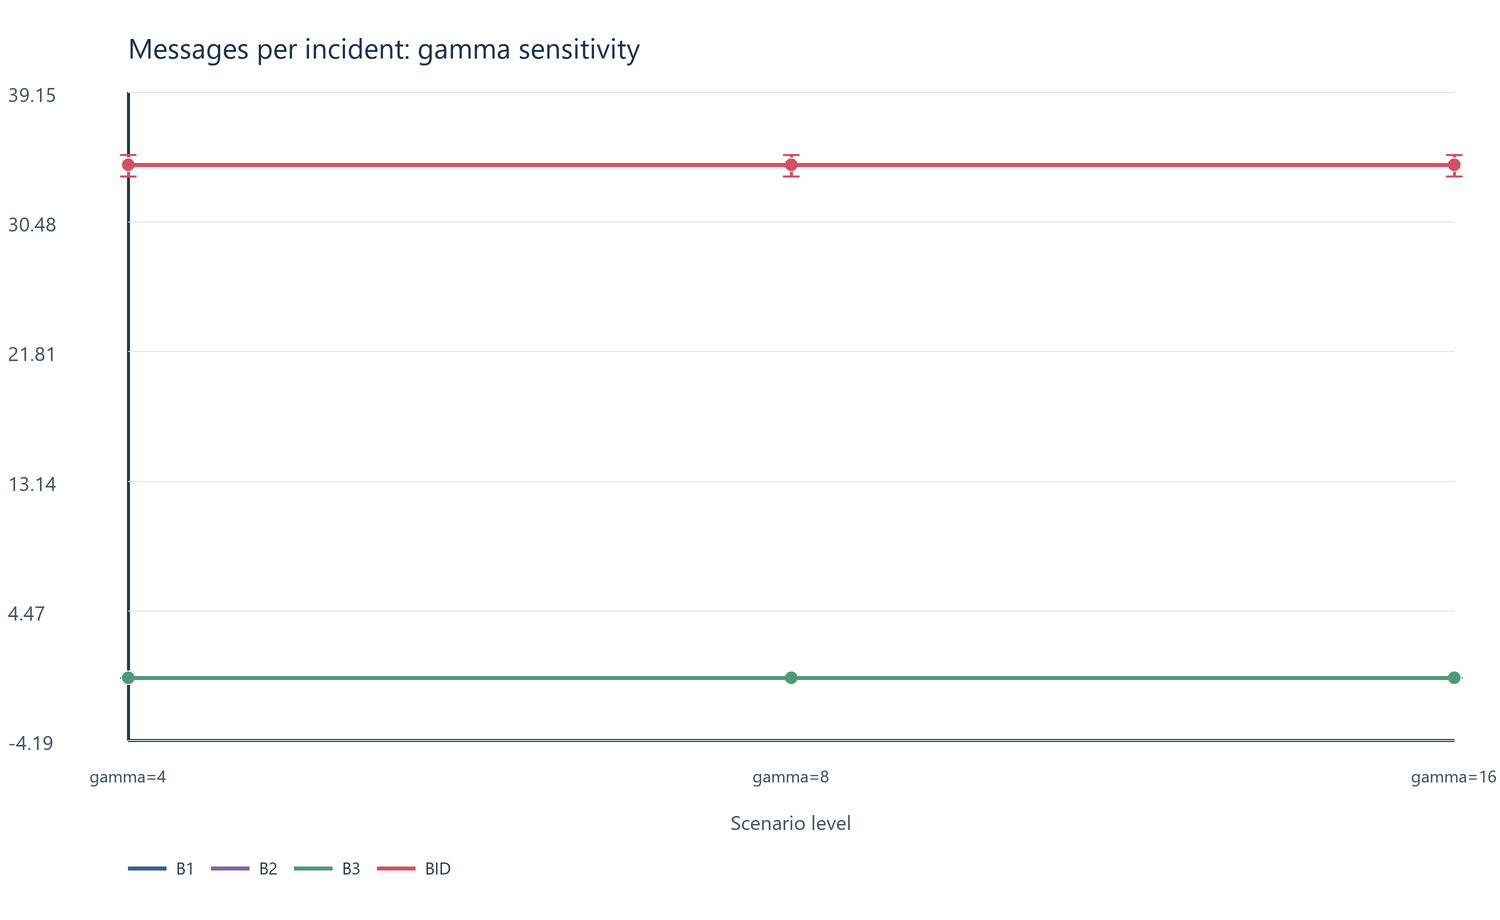 Messages per incident: gamma sensitivity
39.15
30.48
21.81
13.14
4.47
-4.19
gamma=4 gamma=8 gamma=16
Scenario level
B1 B2 B3 BID